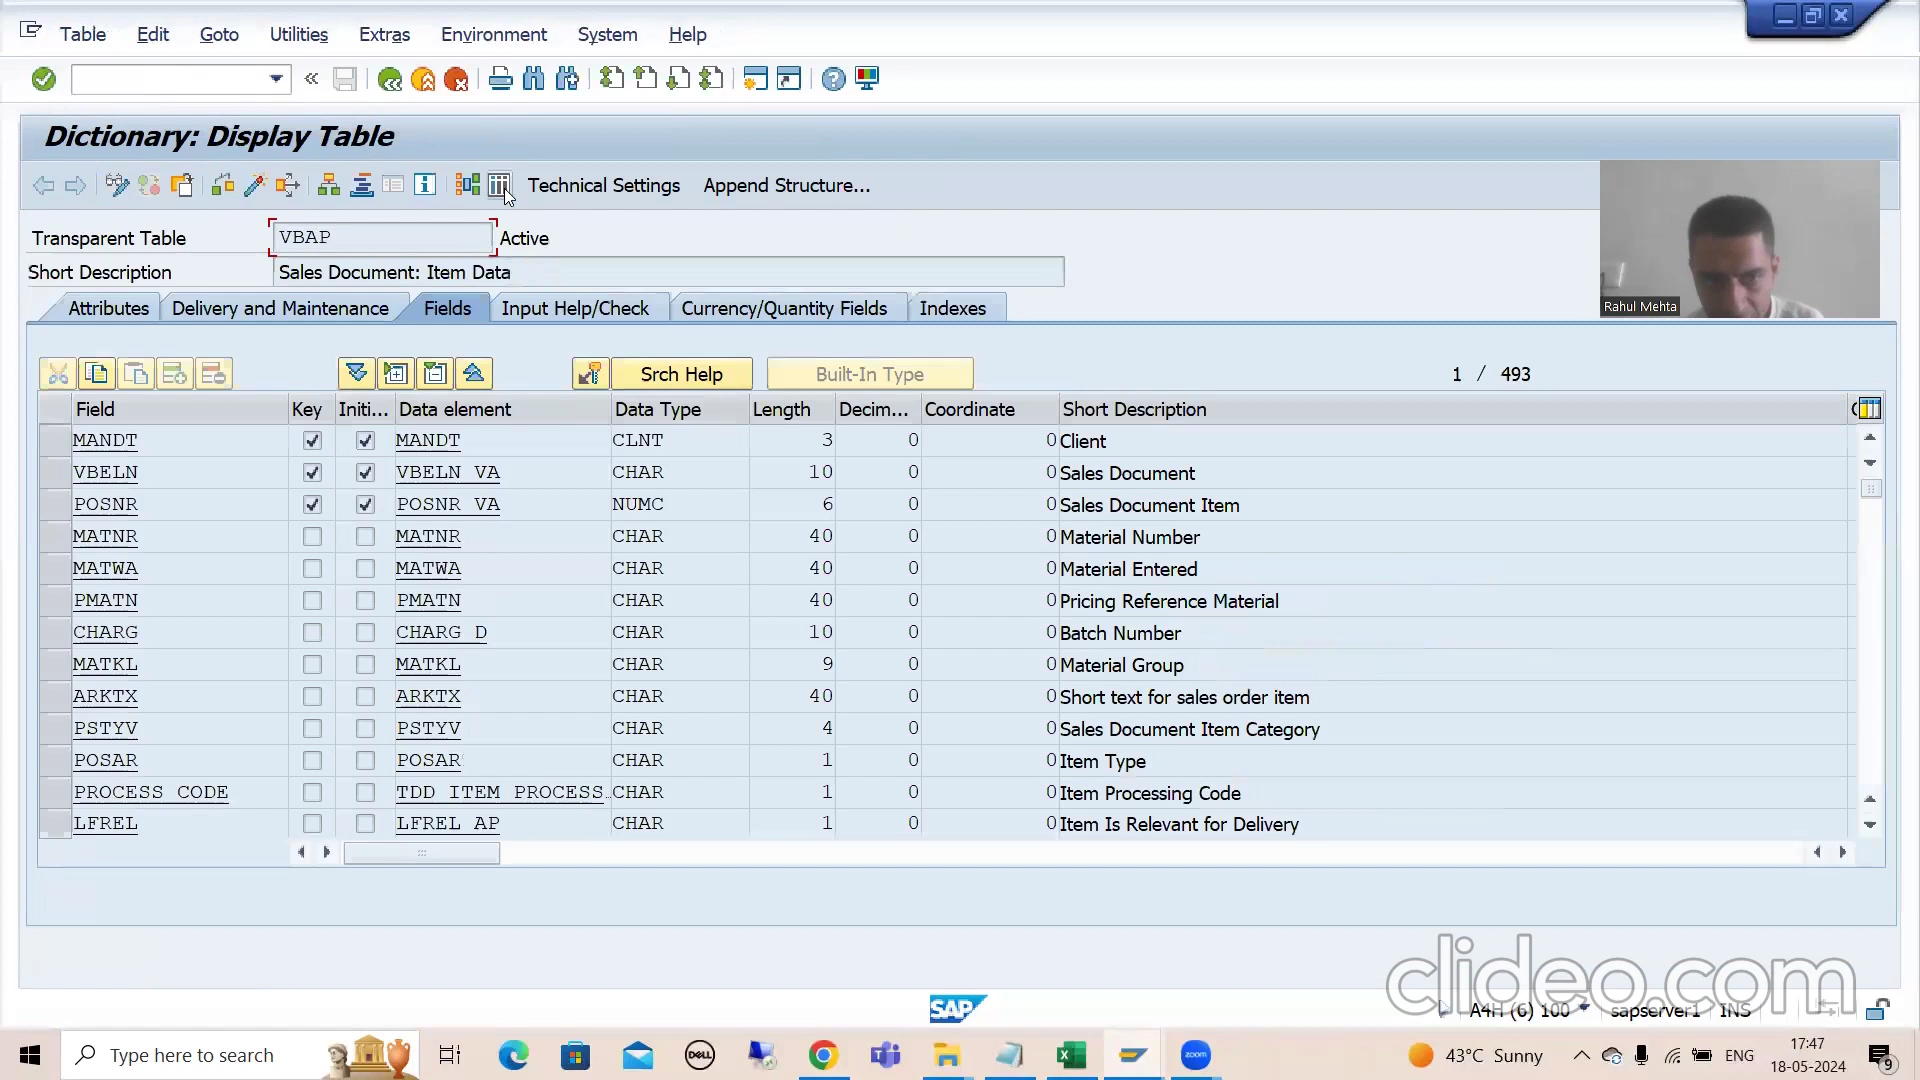 Table Edit Goto Utilities Extras Environment System Help
Dictionary: Display Table
Technical Settings Append Structure...
Transparent Table VBAP Active
Short Description Sales Document: Item Data
Attributes Delivery and Maintenance Fields Input Help/Check Currency/Quantity Fields Indexes
Rahul Mehta
Srch Help Built-In Type 1 / 493
Field Key Initi... Data element Data Type Length Decim... Coordinate Short Description
MANDT MANDT CLNT 3 0 0 Client
VBELN VBELN_VA CHAR 10 0 0 Sales Document
POSNR POSNR_VA NUMC 6 0 0 Sales Document Item
MATNR MATNR CHAR 40 0 0 Material Number
MATWA MATWA CHAR 40 0 0 Material Entered
PMATN PMATN CHAR 40 0 0 Pricing Reference Material
CHARG CHARG_D CHAR 10 0 0 Batch Number
MATKL MATKL CHAR 9 0 0 Material Group
ARKTX ARKTX CHAR 40 0 0 Short text for sales order item
PSTYV PSTYV CHAR 4 0 0 Sales Document Item Category
POSAR POSAR CHAR 1 0 0 Item Type
PROCESS_CODE TDD_ITEM_PROCESS... CHAR 1 0 0 Item Processing Code
LFREL LFREL_AP CHAR 1 0 0 Item Is Relevant for Delivery
clideo.com
SAP A4H (6) 100 sapserver1 INS
Type here to search DELL zoom 43°C Sunny ENG 17:47
18-05-2024 9